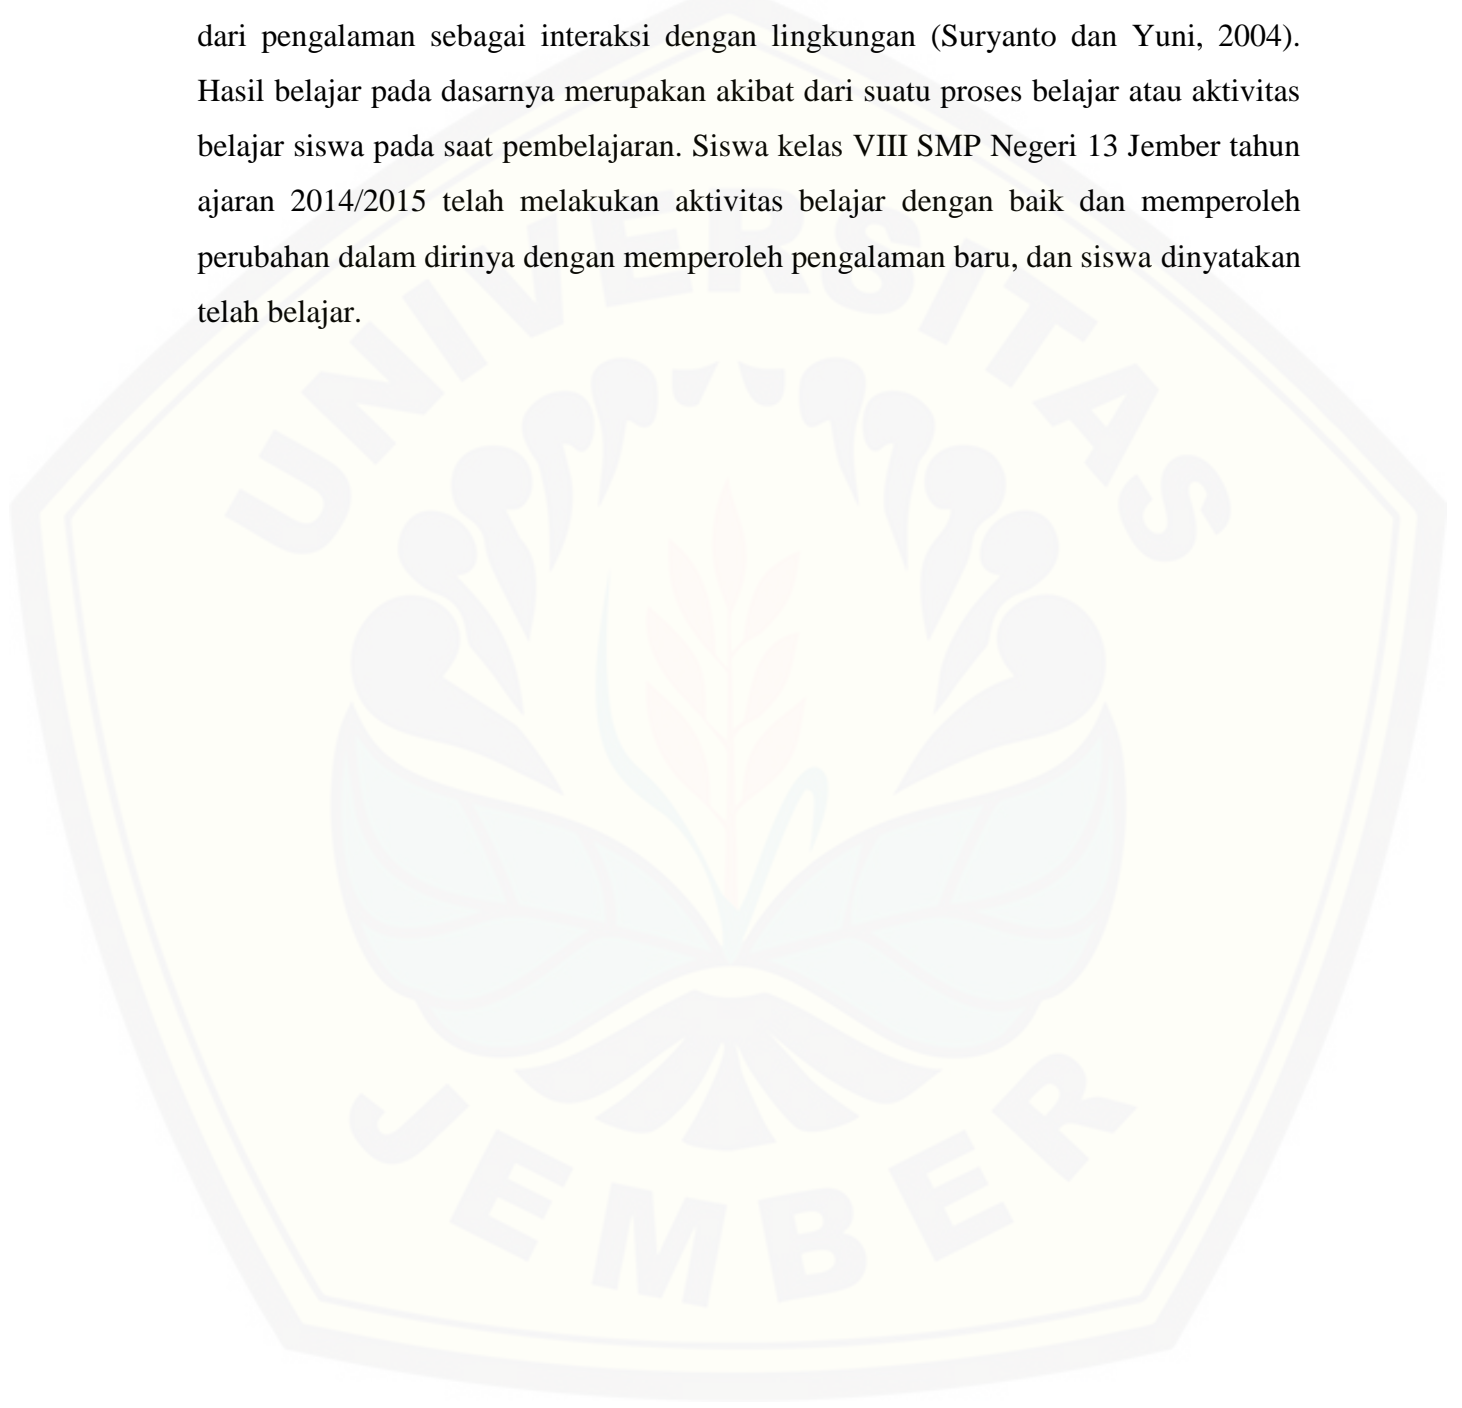 dari pengalaman sebagai interaksi dengan lingkungan (Suryanto dan Yuni, 2004).
Hasil belajar pada dasarnya merupakan akibat dari suatu proses belajar atau aktivitas
belajar siswa pada saat pembelajaran. Siswa kelas VIII SMP Negeri 13 Jember tahun
ajaran 2014/2015 telah melakukan aktivitas belajar dengan baik dan memperoleh
perubahan dalam dirinya dengan memperoleh pengalaman baru, dan siswa dinyatakan
telah belajar.
UNIVERSITAS
JEMBER